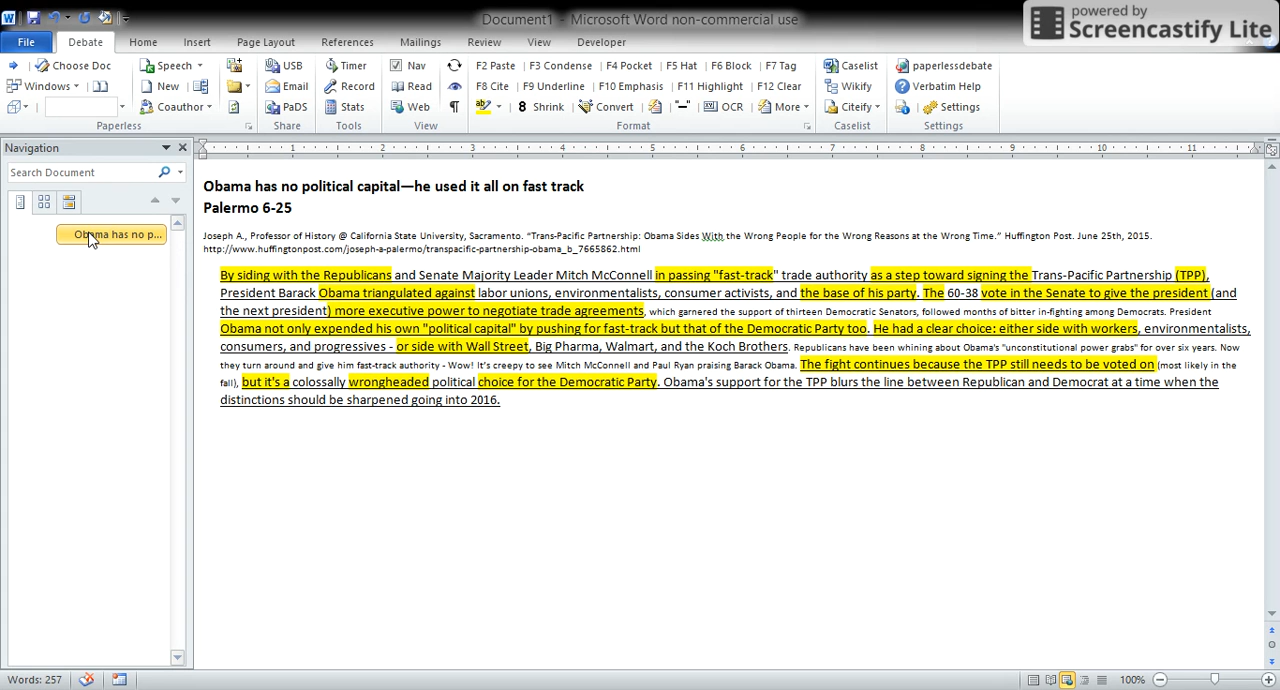 Document1 - Microsoft Word non-commercial use
powered by
Screencastify Lite
File Debate Home Insert Page Layout References Mailings Review View Developer
Choose Doc Speech USB Timer Nav F2 Paste F3 Condense F4 Pocket F5 Hat F6 Block F7 Tag Caselist paperlessdebate
Windows New Email Record Read F8 Cite F9 Underline F10 Emphasis F11 Highlight F12 Clear Wikify Verbatim Help
Coauthor PaDS Stats Web 8 Shrink Convert "–" OCR More Citeify Settings
Paperless Share Tools View Format Caselist Settings
Navigation
Search Document
Obama has no p...
1 2 3 4 5 6 7 8 9 10 11
Obama has no political capital—he used it all on fast track
Palermo 6-25
Joseph A., Professor of History @ California State University, Sacramento. "Trans-Pacific Partnership: Obama Sides With the Wrong People for the Wrong Reasons at the Wrong Time." Huffington Post. June 25th, 2015.
http://www.huffingtonpost.com/joseph-a-palermo/transpacific-partnership-obama_b_7665862.html
By siding with the Republicans and Senate Majority Leader Mitch McConnell in passing "fast-track" trade authority as a step toward signing the Trans-Pacific Partnership (TPP),
President Barack Obama triangulated against labor unions, environmentalists, consumer activists, and the base of his party. The 60-38 vote in the Senate to give the president (and
the next president) more executive power to negotiate trade agreements, which garnered the support of thirteen Democratic Senators, followed months of bitter in-fighting among Democrats. President
Obama not only expended his own "political capital" by pushing for fast-track but that of the Democratic Party too. He had a clear choice: either side with workers, environmentalists,
consumers, and progressives - or side with Wall Street, Big Pharma, Walmart, and the Koch Brothers. Republicans have been whining about Obama's "unconstitutional power grabs" for over six years. Now
they turn around and give him fast-track authority - Wow! It's creepy to see Mitch McConnell and Paul Ryan praising Barack Obama. The fight continues because the TPP still needs to be voted on (most likely in the
fall), but it's a colossally wrongheaded political choice for the Democratic Party. Obama's support for the TPP blurs the line between Republican and Democrat at a time when the
distinctions should be sharpened going into 2016.
Words: 257 100%